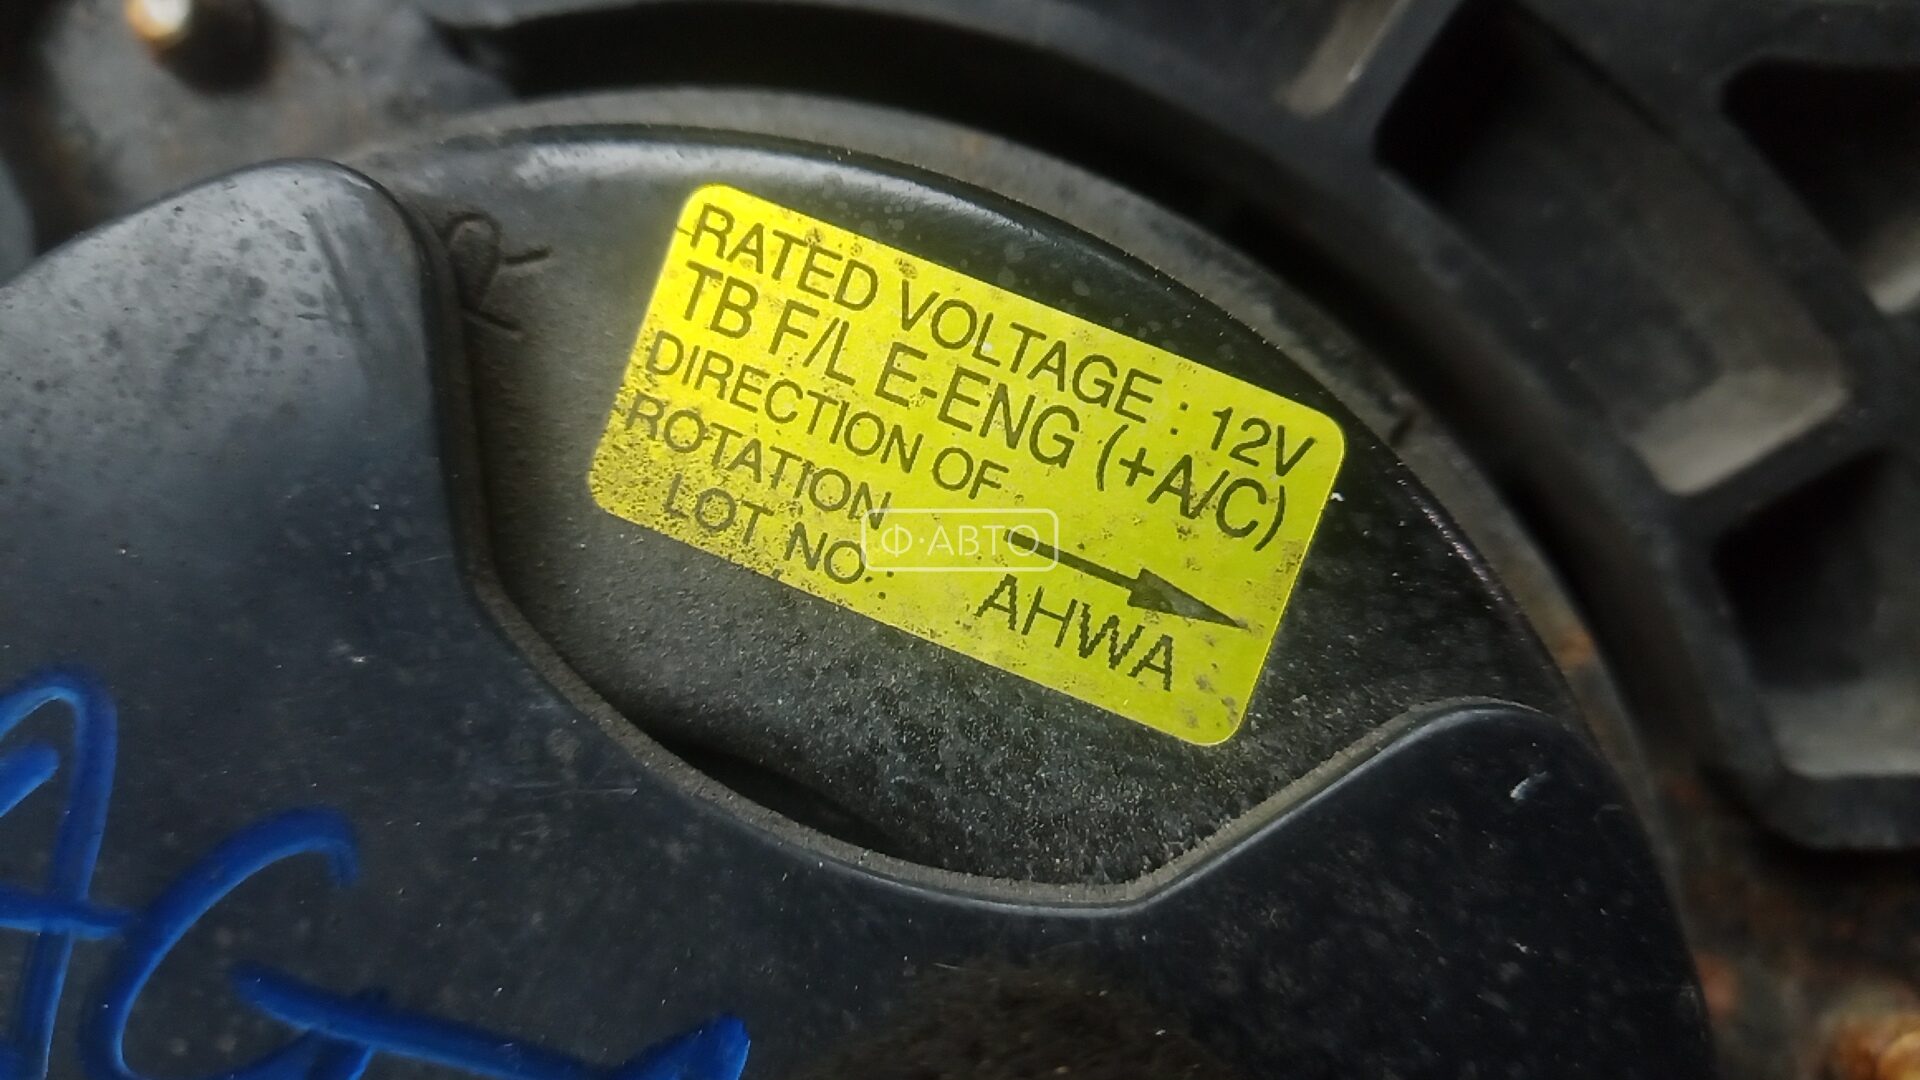 RATED VOLTAGE : 12V
TB F/L E-ENG (+A/C)
DIRECTION OF
ROTATION
LOT NO. : AHWA
Ф·АВТО